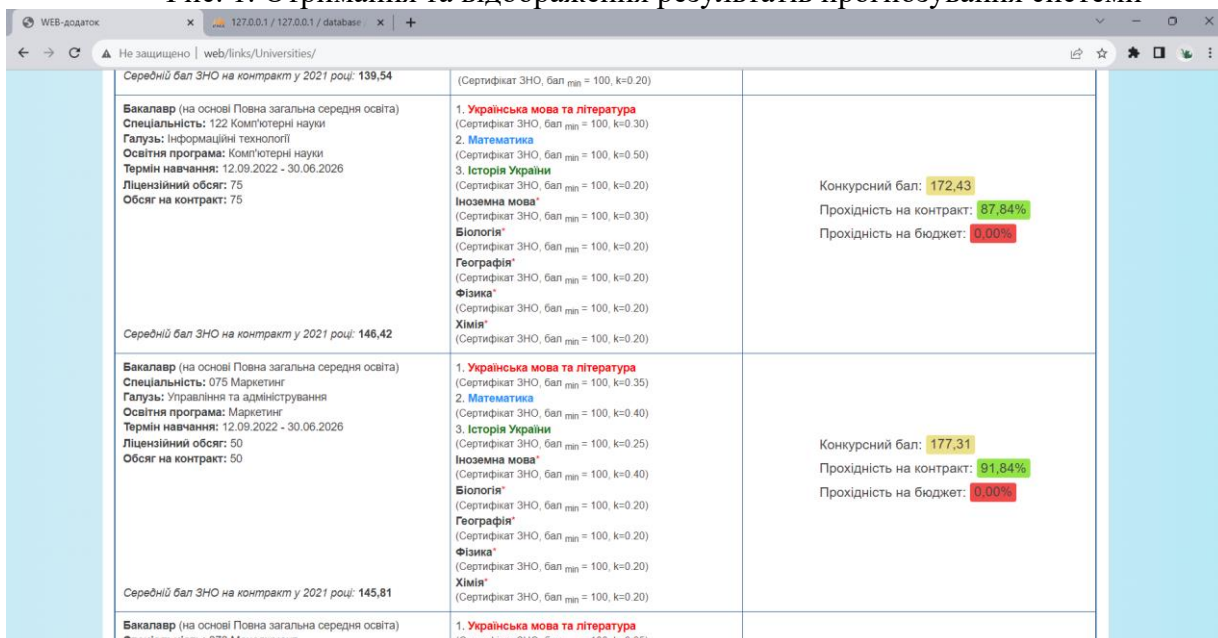 Рис. 1. Отримання та відображення результатів прогнозування системи
WEB-додаток
127.0.0.1 / 127.0.0.1 / database /
Не защищено | web/links/Universities/
Середній бал ЗНО на контракт у 2021 році: 139,54
(Сертифікат ЗНО, бал min = 100, k=0.20)
Бакалавр (на основі Повна загальна середня освіта)
Спеціальність: 122 Комп'ютерні науки
Галузь: Інформаційні технології
Освітня програма: Комп'ютерні науки
Термін навчання: 12.09.2022 - 30.06.2026
Ліцензійний обсяг: 75
Обсяг на контракт: 75
Середній бал ЗНО на контракт у 2021 році: 146,42
1. Українська мова та література
(Сертифікат ЗНО, бал min = 100, k=0.30)
2. Математика
(Сертифікат ЗНО, бал min = 100, k=0.50)
3. Історія України
(Сертифікат ЗНО, бал min = 100, k=0.20)
Іноземна мова*
(Сертифікат ЗНО, бал min = 100, k=0.30)
Біологія*
(Сертифікат ЗНО, бал min = 100, k=0.20)
Географія*
(Сертифікат ЗНО, бал min = 100, k=0.20)
Фізика*
(Сертифікат ЗНО, бал min = 100, k=0.20)
Хімія*
(Сертифікат ЗНО, бал min = 100, k=0.20)
Конкурсний бал: 172,43
Прохідність на контракт: 87,84%
Прохідність на бюджет: 0,00%
Бакалавр (на основі Повна загальна середня освіта)
Спеціальність: 075 Маркетинг
Галузь: Управління та адміністрування
Освітня програма: Маркетинг
Термін навчання: 12.09.2022 - 30.06.2026
Ліцензійний обсяг: 50
Обсяг на контракт: 50
Середній бал ЗНО на контракт у 2021 році: 145,81
1. Українська мова та література
(Сертифікат ЗНО, бал min = 100, k=0.35)
2. Математика
(Сертифікат ЗНО, бал min = 100, k=0.40)
3. Історія України
(Сертифікат ЗНО, бал min = 100, k=0.25)
Іноземна мова*
(Сертифікат ЗНО, бал min = 100, k=0.40)
Біологія*
(Сертифікат ЗНО, бал min = 100, k=0.20)
Географія*
(Сертифікат ЗНО, бал min = 100, k=0.20)
Фізика*
(Сертифікат ЗНО, бал min = 100, k=0.20)
Хімія*
(Сертифікат ЗНО, бал min = 100, k=0.20)
Конкурсний бал: 177,31
Прохідність на контракт: 91,84%
Прохідність на бюджет: 0,00%
Бакалавр (на основі Повна загальна середня освіта)
1. Українська мова та література